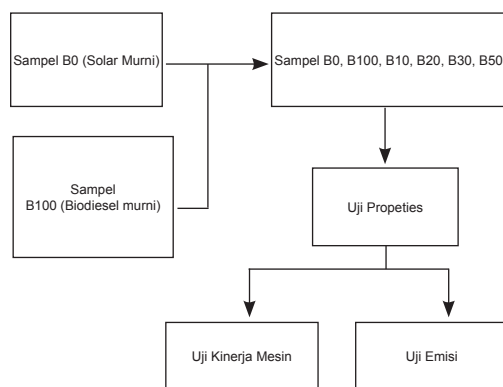 Sampel B0 (Solar Murni)
Sampel B0, B100, B10, B20, B30, B50
Sampel
B100 (Biodiesel murni)
Uji Propeties
Uji Kinerja Mesin
Uji Emisi